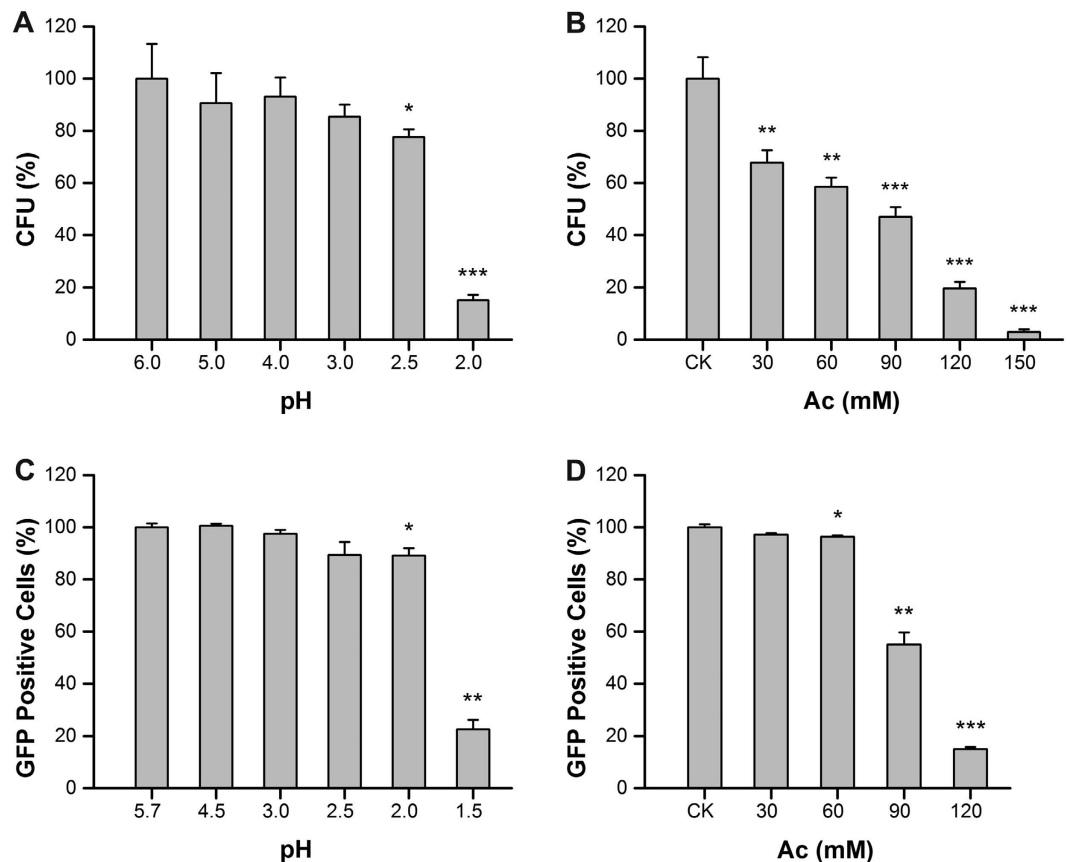 A
B
120
100
80
60
40
20
0
CFU (%)
*
***
6.0 5.0 4.0 3.0 2.5 2.0
pH
120
100
80
60
40
20
0
CFU (%)
**
**
***
***
***
CK 30 60 90 120 150
Ac (mM)
C
D
120
100
80
60
40
20
0
GFP Positive Cells (%)
*
**
5.7 4.5 3.0 2.5 2.0 1.5
pH
120
100
80
60
40
20
0
GFP Positive Cells (%)
*
**
***
CK 30 60 90 120
Ac (mM)